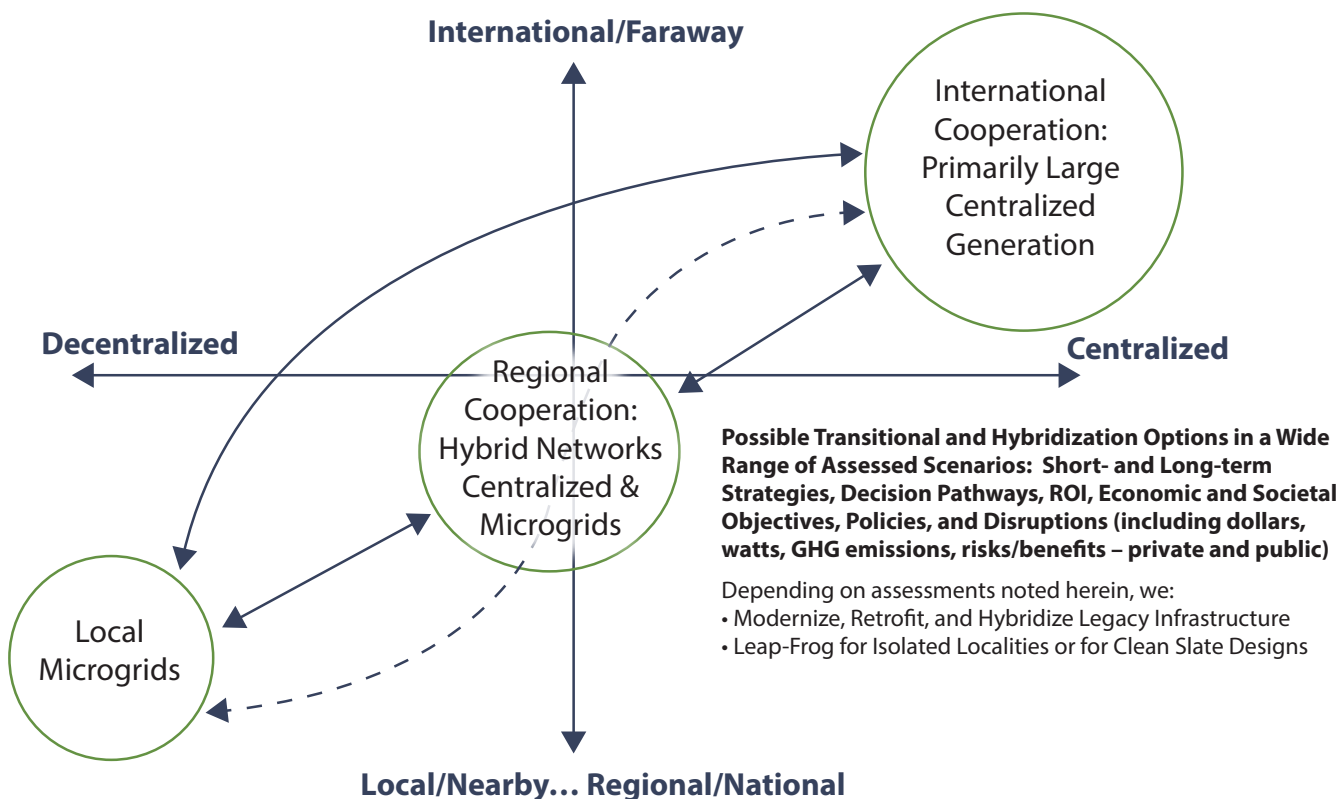 International/Faraway
International
Cooperation:
Primarily Large
Centralized
Generation
Decentralized
Centralized
Regional
Cooperation:
Hybrid Networks
Centralized &
Microgrids
Possible Transitional and Hybridization Options in a Wide
Range of Assessed Scenarios: Short- and Long-term
Strategies, Decision Pathways, ROI, Economic and Societal
Objectives, Policies, and Disruptions (including dollars,
watts, GHG emissions, risks/benefits – private and public)
Depending on assessments noted herein, we:
• Modernize, Retrofit, and Hybridize Legacy Infrastructure
• Leap-Frog for Isolated Localities or for Clean Slate Designs
Local
Microgrids
Local/Nearby… Regional/National